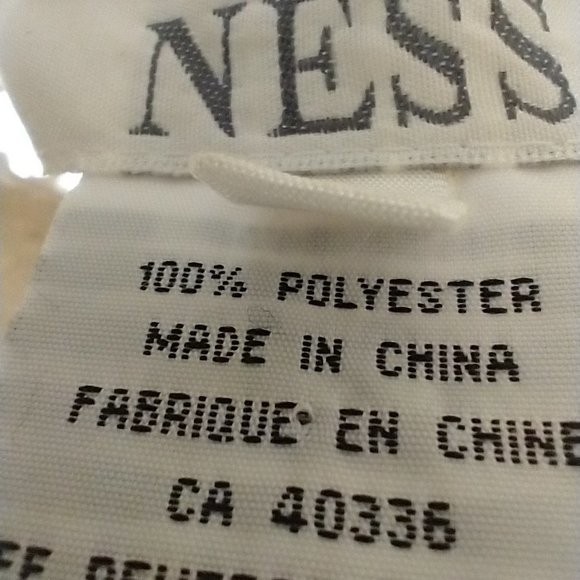 NESS
100% POLYESTER
MADE IN CHINA
FABRIQUE EN CHINE
CA 40336